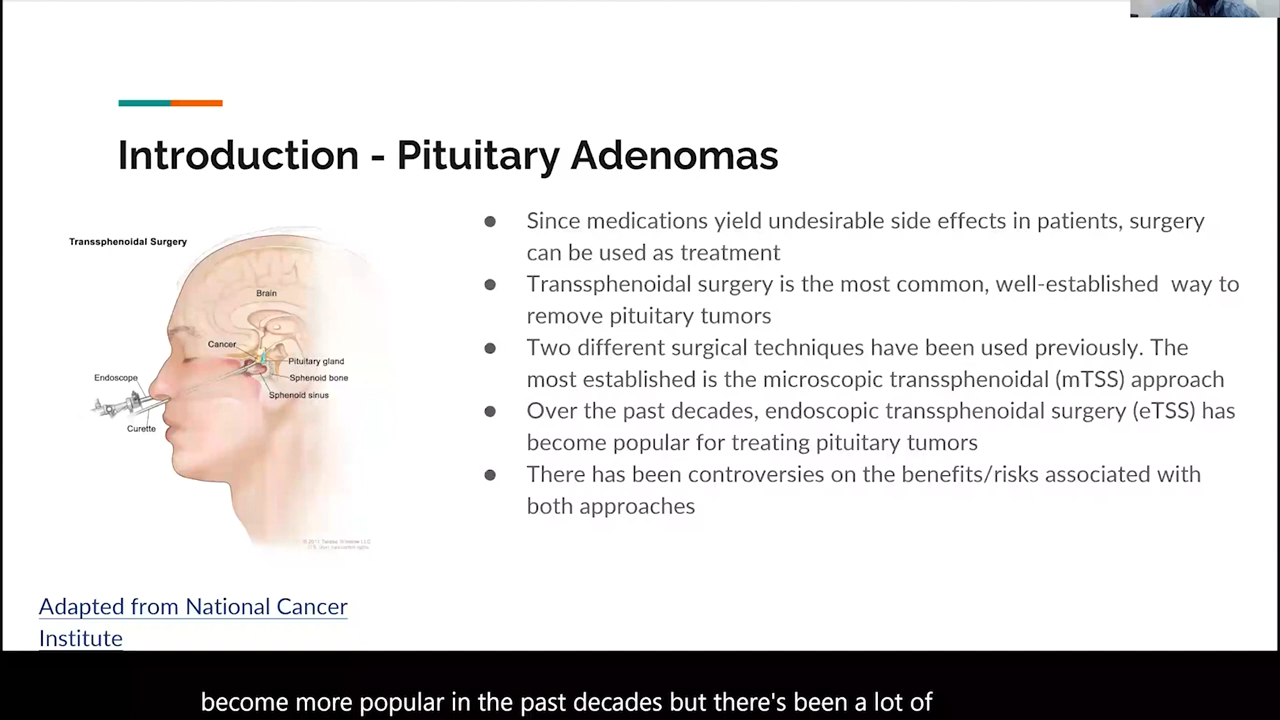 Introduction - Pituitary Adenomas
Transsphenoidal Surgery
Brain
Cancer
Pituitary gland
Endoscope
Sphenoid bone
Sphenoid sinus
Curette
● Since medications yield undesirable side effects in patients, surgery
can be used as treatment
● Transsphenoidal surgery is the most common, well-established way to
remove pituitary tumors
● Two different surgical techniques have been used previously. The
most established is the microscopic transsphenoidal (mTSS) approach
● Over the past decades, endoscopic transsphenoidal surgery (eTSS) has
become popular for treating pituitary tumors
● There has been controversies on the benefits/risks associated with
both approaches
Adapted from National Cancer
Institute
become more popular in the past decades but there's been a lot of